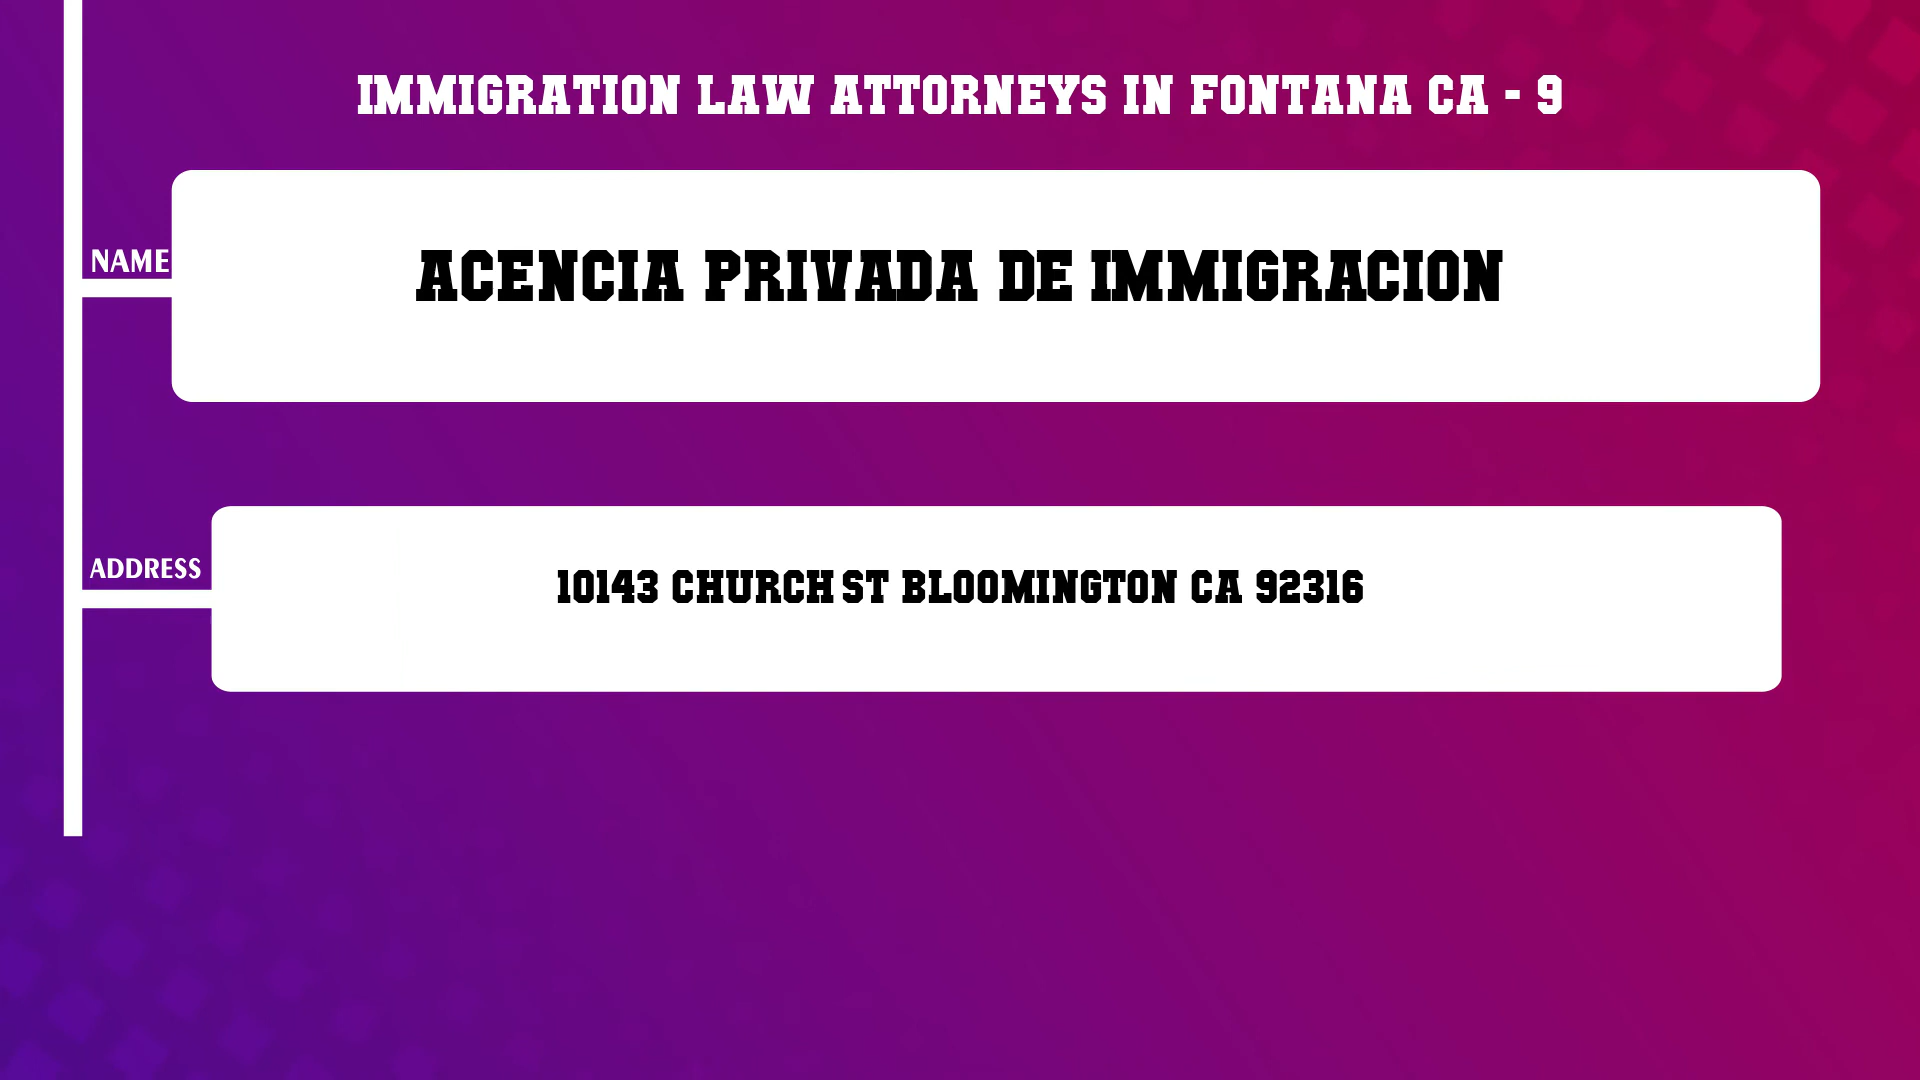 IMMIGRATION LAW ATTORNEYS IN FONTANA CA - 9
NAME
ACENCIA PRIVADA DE IMMIGRACION
ADDRESS
10143 CHURCH ST BLOOMINGTON CA 92316